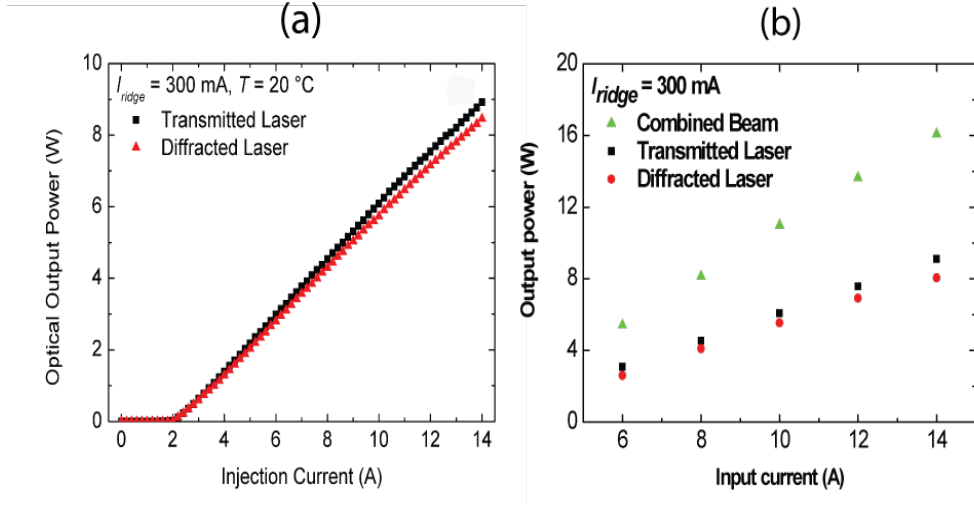 (a)
10
8
6
4
2
0
Optical Output Power (W)
I_ridge = 300 mA, T = 20 °C
Transmitted Laser
Diffracted Laser
0 2 4 6 8 10 12 14
Injection Current (A)
(b)
20
16
12
8
4
0
Output power (W)
I_ridge = 300 mA
Combined Beam
Transmitted Laser
Diffracted Laser
6 8 10 12 14
Input current (A)